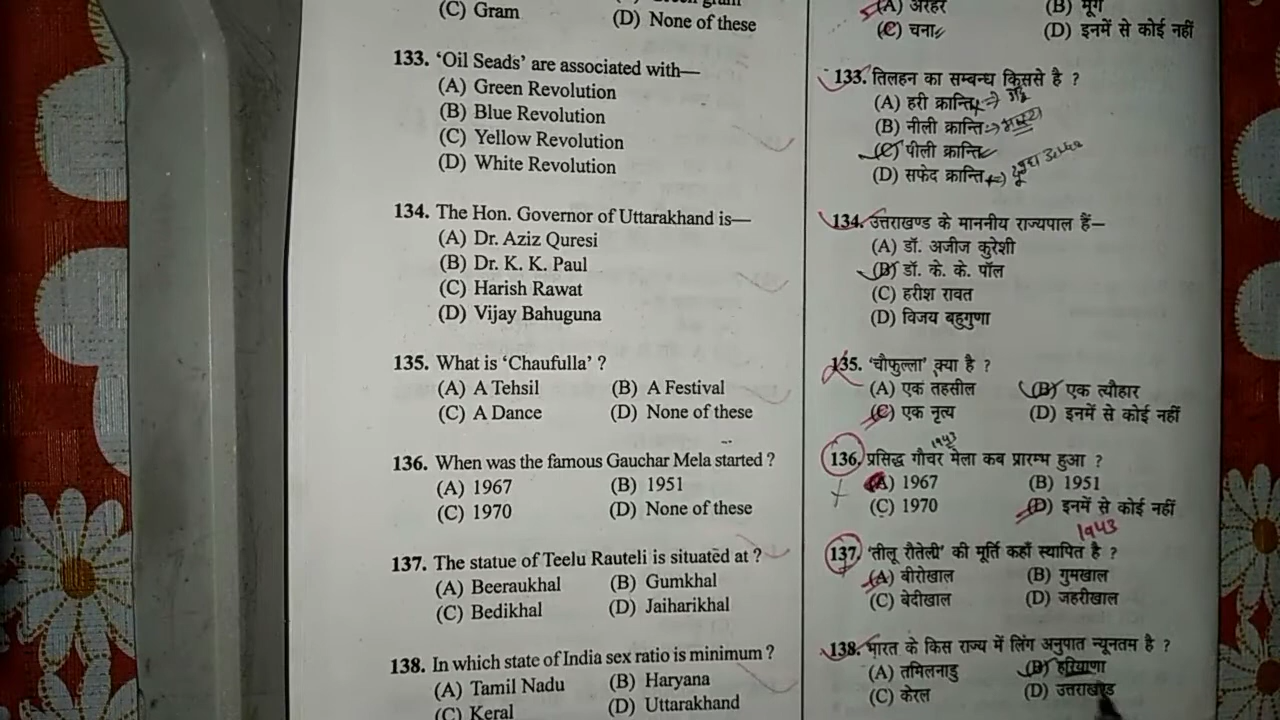 (C) Gram
(D) None of these
133. ‘Oil Seads’ are associated with—
(A) Green Revolution
(B) Blue Revolution
(C) Yellow Revolution
(D) White Revolution
134. The Hon. Governor of Uttarakhand is—
(A) Dr. Aziz Quresi
(B) Dr. K. K. Paul
(C) Harish Rawat
(D) Vijay Bahuguna
135. What is ‘Chaufulla’ ?
(A) A Tehsil (B) A Festival
(C) A Dance (D) None of these
136. When was the famous Gauchar Mela started ?
(A) 1967 (B) 1951
(C) 1970 (D) None of these
137. The statue of Teelu Rauteli is situated at ?
(A) Beeraukhal (B) Gumkhal
(C) Bedikhal (D) Jaiharikhal
138. In which state of India sex ratio is minimum ?
(A) Tamil Nadu (B) Haryana
(C) Keral (D) Uttarakhand
(A) अरहर (B) मूंग
(C) चना (D) इनमें से कोई नहीं
133. तिलहन का सम्बन्ध किससे है ?
(A) हरी क्रान्ति
(B) नीली क्रान्ति
(C) पीली क्रान्ति
(D) सफेद क्रान्ति
134. उत्तराखण्ड के माननीय राज्यपाल हैं—
(A) डॉ. अजीज कुरेशी
(B) डॉ. के. के. पॉल
(C) हरीश रावत
(D) विजय बहुगुणा
135. ‘चौफुल्ला’ क्या है ?
(A) एक तहसील (B) एक त्यौहार
(C) एक नृत्य (D) इनमें से कोई नहीं
1943
136. प्रसिद्ध गौचर मेला कब प्रारम्भ हुआ ?
(A) 1967 (B) 1951
(C) 1970 (D) इनमें से कोई नहीं
1943
137. ‘तीलू रौतेली’ की मूर्ति कहाँ स्थापित है ?
(A) बीरोखाल (B) गुमखाल
(C) बेदीखाल (D) जहरीखाल
138. भारत के किस राज्य में लिंग अनुपात न्यूनतम है ?
(A) तमिलनाडु (B) हरियाणा
(C) केरल (D) उत्तराखण्ड